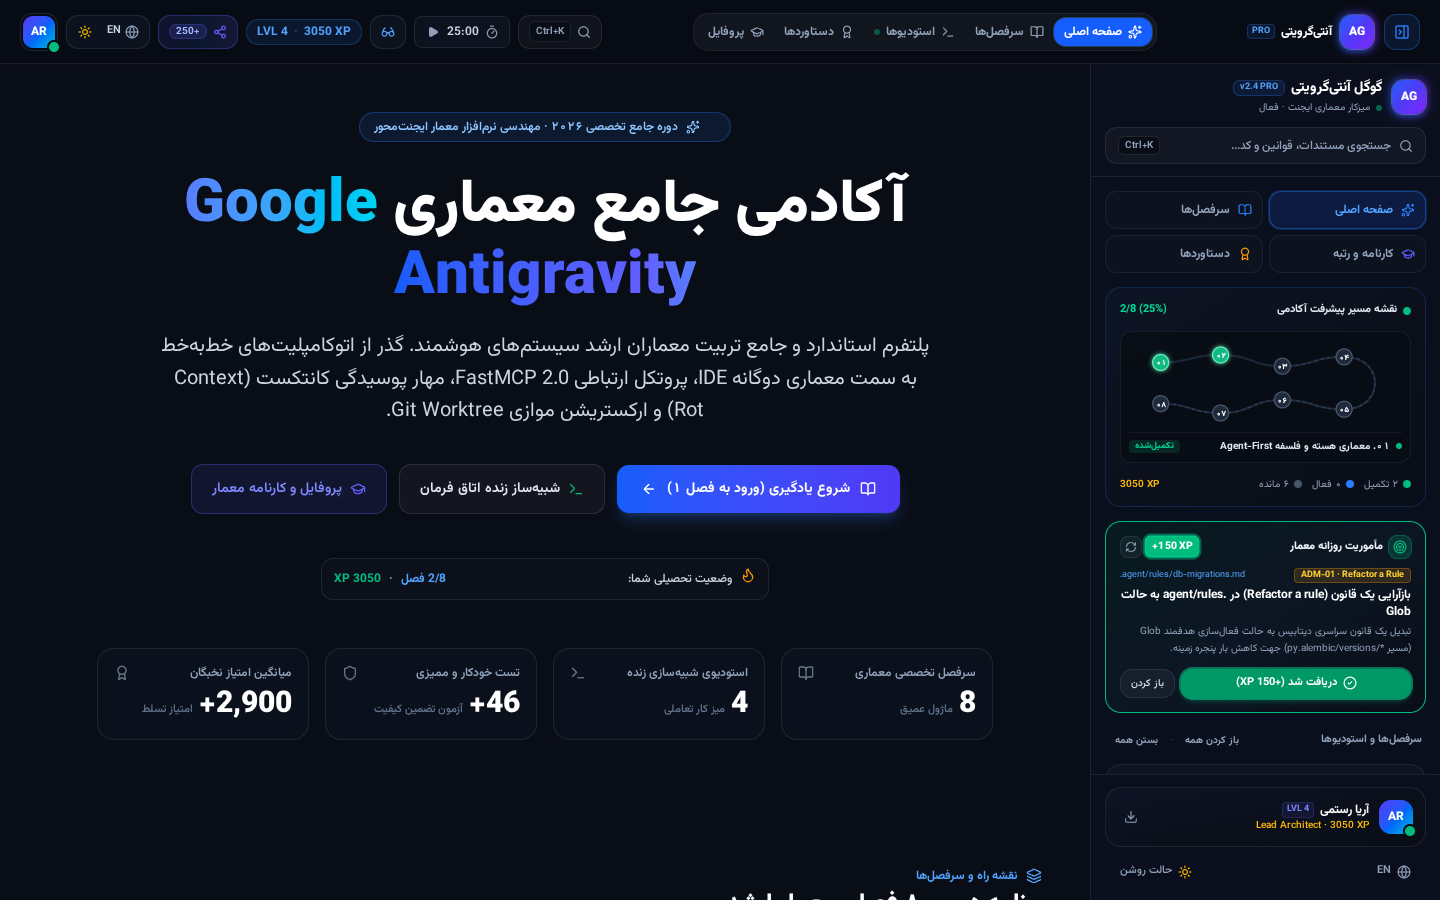 AG آنتی‌گرویتی PRO
صفحه اصلی سرفصل‌ها استودیوها دستاوردها پروفایل
Ctrl+K 25:00 LVL 4 · 3050 XP 250+ EN AR
AG گوگل آنتی‌گرویتی v2.4 PRO
میزکار معماری ایجنت · فعال
جستجوی مستندات، قوانین و کد... Ctrl+K
صفحه اصلی سرفصل‌ها
کارنامه و رتبه دستاوردها
نقشه مسیر پیشرفت آکادمی 2/8 (25%)
۰۱ ۰۲ ۰۳ ۰۴
۰۸ ۰۷ ۰۶ ۰۵
۰۱. معماری هسته و فلسفه Agent-First تکمیل‌شده
۲ تکمیل ۰ فعال ۶ مانده 3050 XP
مأموریت روزانه معمار +150 XP
ADM-01 · Refactor a Rule .agent/rules/db-migrations.md
بازآرایی یک قانون (Refactor a rule) در .agent/rules به حالت
Glob
تبدیل یک قانون سراسری دیتابیس به حالت فعال‌سازی هدفمند Glob
(مسیر */py.alembic/versions) جهت کاهش بار پنجره زمینه.
دریافت شد (+150 XP) باز کردن
سرفصل‌ها و استودیوها باز کردن همه · بستن همه
AR آریا رستمی LVL 4
Lead Architect · 3050 XP
EN حالت روشن
دوره جامع تخصصی ۲۰۲۶ · مهندسی نرم‌افزار معمار ایجنت‌محور
آکادمی جامع معماری Google
Antigravity
پلتفرم استاندارد و جامع تربیت معماران ارشد سیستم‌های هوشمند. گذر از اتوکامپلیت‌های خط‌به‌خط
به سمت معماری دوگانه IDE، پروتکل ارتباطی FastMCP 2.0، مهار پوسیدگی کانتکست (Context
Rot) و ارکستریشن موازی Git Worktree.
شروع یادگیری (ورود به فصل ۱) شبیه‌ساز زنده اتاق فرمان پروفایل و کارنامه معمار
وضعیت تحصیلی شما: 2/8 فصل · 3050 XP
سرفصل تخصصی معماری
8 ماژول عمیق
استودیوی شبیه‌سازی زنده
4 میز کار تعاملی
تست خودکار و ممیزی
46+ آزمون تضمین کیفیت
میانگین امتیاز نخبگان
2,900+ امتیاز تسلط
نقشه راه و سرفصل‌ها